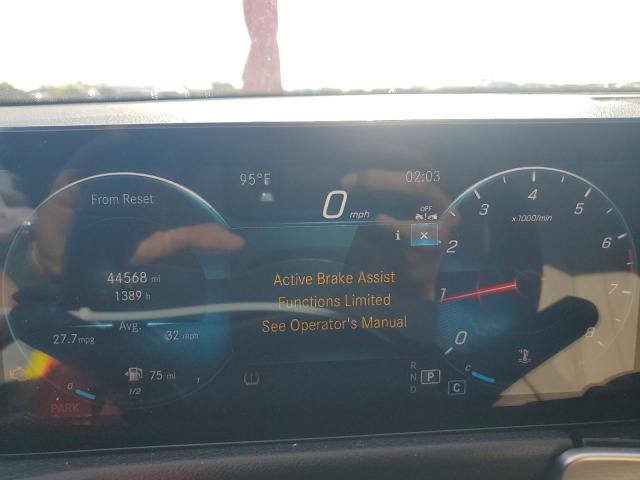 From Reset
44568 mi
1389 h
Avg.
27.7 mpg 32 mph
75 mi
0 1/2 1
PARK
95°F 02:03
0 mph
OFF
i ×
Active Brake Assist
Functions Limited
See Operator's Manual
R
N P
D C
0 1 2 3 4 5 6 7 8
x 1000/min
C